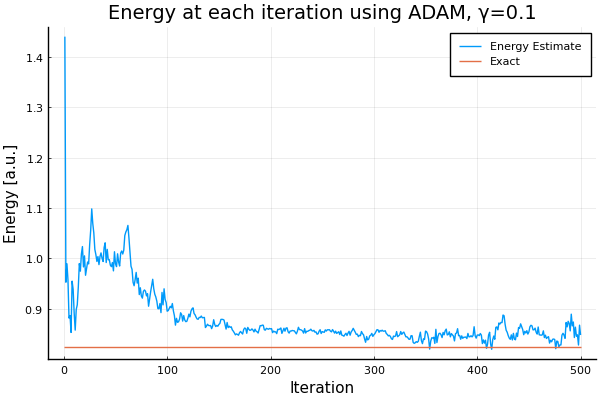 Energy at each iteration using ADAM, γ=0.1
Energy Estimate
Exact
Energy [a.u.]
1.4
1.3
1.2
1.1
1.0
0.9
0
100
200
300
400
500
Iteration